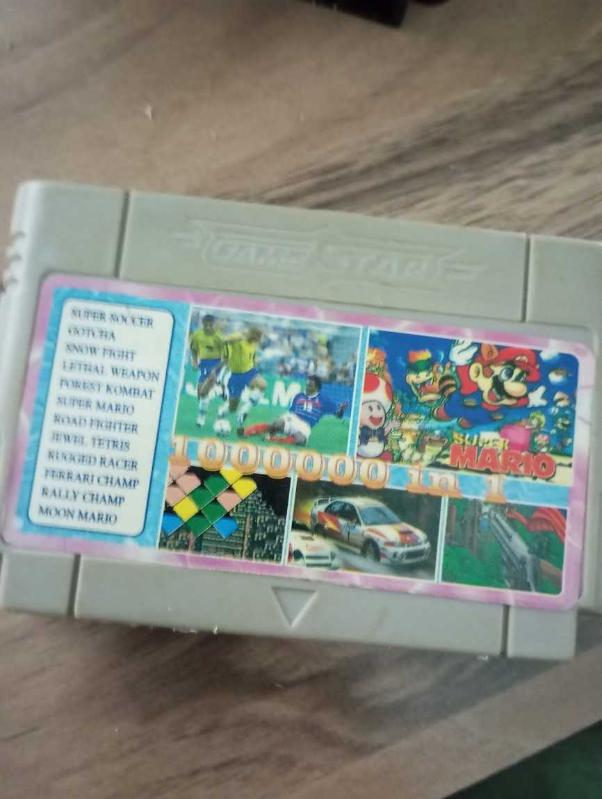 GAME STAR
SUPER SOCCER
GOTCHA
SNOW FIGHT
LETHAL WEAPON
FOREST KOMBAT
SUPER MARIO
ROAD FIGHTER
JEWEL TETRIS
RUGGED RACER
FERRARI CHAMP
RALLY CHAMP
MOON MARIO
SUPER
MARIO
1000000 in 1